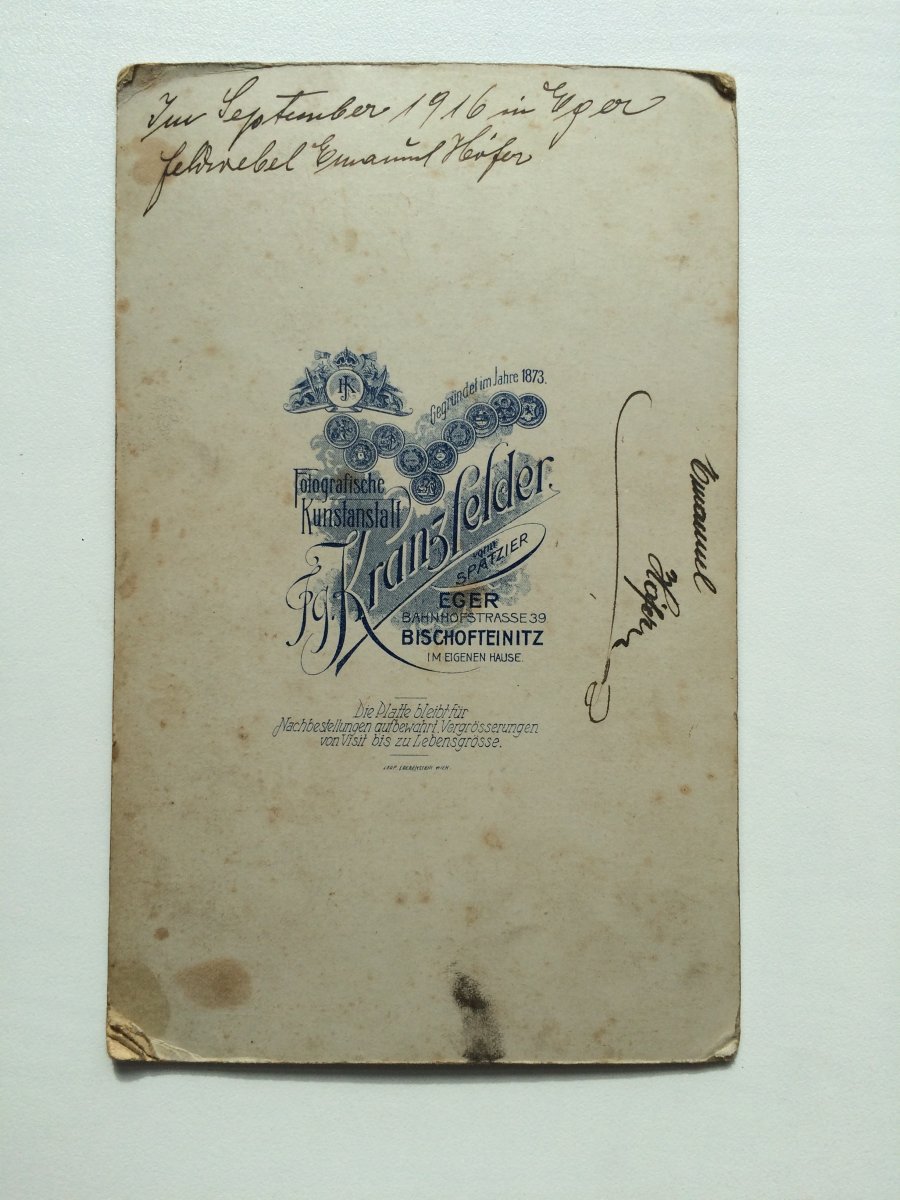 Im September 1916 in Eger
Feldwebel Emanuel Höfer
JK
Gegründet im Jahre 1873.
Fotografische
Kunstanstalt
Fg. Kranzfelder.
vorm
SPATZIER
EGER
BAHNHOFSTRASSE 39
BISCHOFTEINITZ
IM EIGENEN HAUSE.
Die Platte bleibt für
Nachbestellungen aufbewahrt, Vergrösserungen
von Visit bis zu Lebensgrösse.
Emanuel
Höfer